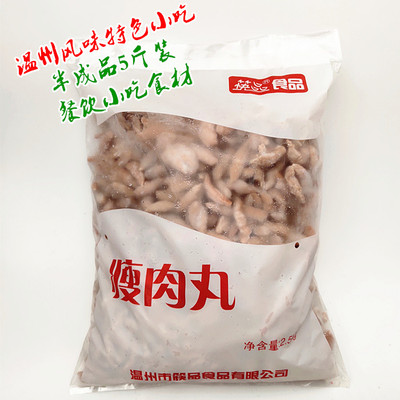 温州风味特色小吃
半成品5斤装
餐饮小吃食材
食品
瘦肉丸
净含量2.5
温州市筷品食品有限公司